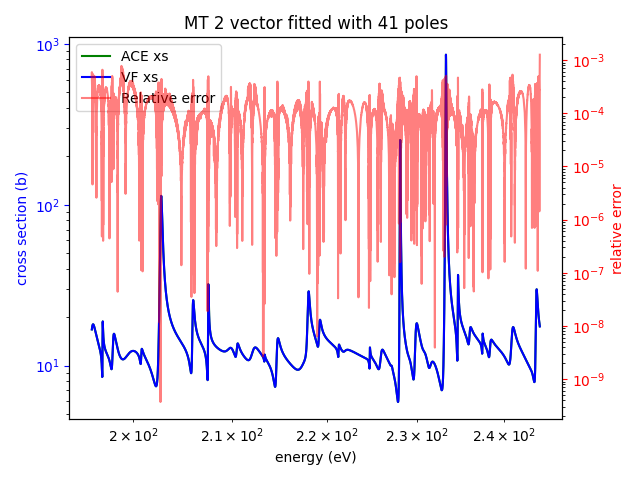 MT 2 vector fitted with 41 poles
ACE xs
VF xs
Relative error
cross section (b)
10³
10²
10¹
relative error
10⁻³
10⁻⁴
10⁻⁵
10⁻⁶
10⁻⁷
10⁻⁸
10⁻⁹
2 × 10²
2.1 × 10²
2.2 × 10²
2.3 × 10²
2.4 × 10²
energy (eV)